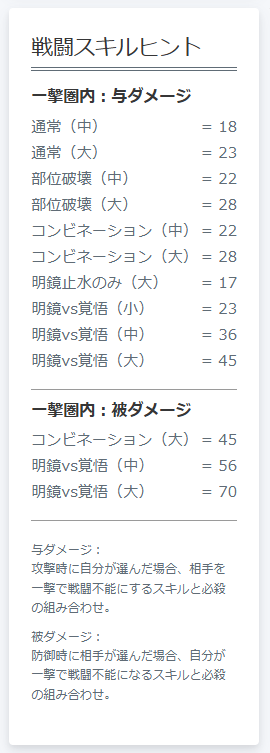 戦闘スキルヒント
一撃圏内：与ダメージ
通常（中） = 18
通常（大） = 23
部位破壊（中） = 22
部位破壊（大） = 28
コンビネーション（中） = 22
コンビネーション（大） = 28
明鏡止水のみ（大） = 17
明鏡vs覚悟（小） = 23
明鏡vs覚悟（中） = 36
明鏡vs覚悟（大） = 45
一撃圏内：被ダメージ
コンビネーション（大） = 45
明鏡vs覚悟（中） = 56
明鏡vs覚悟（大） = 70
与ダメージ：
攻撃時に自分が選んだ場合、相手を
一撃で戦闘不能にするスキルと必殺
の組み合わせ。
被ダメージ：
防御時に相手が選んだ場合、自分が
一撃で戦闘不能になるスキルと必殺
の組み合わせ。